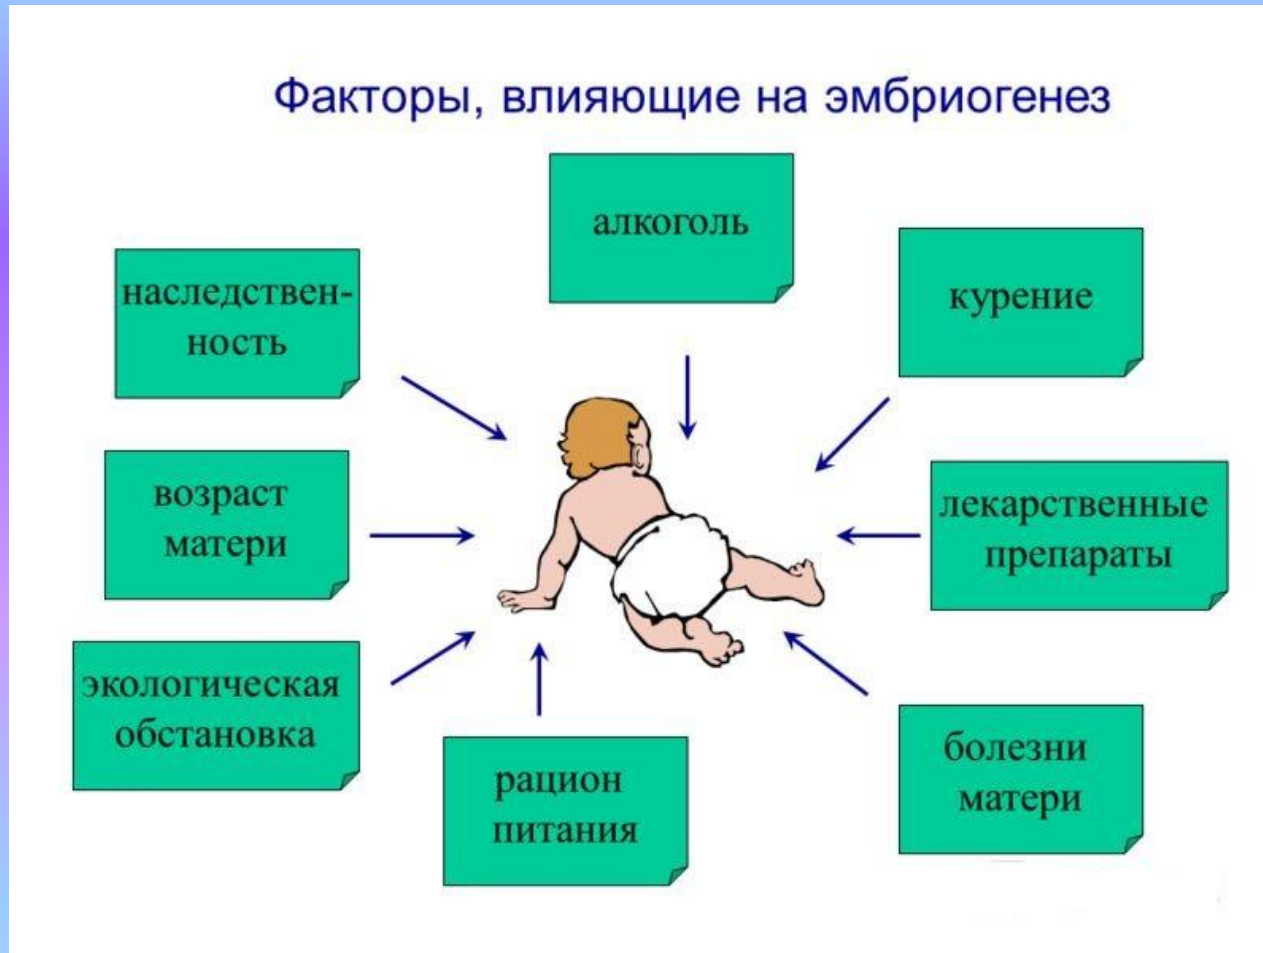 Факторы, влияющие на эмбриогенез
алкоголь
наследствен-
ность
курение
возраст
матери
лекарственные
препараты
экологическая
обстановка
рацион
питания
болезни
матери